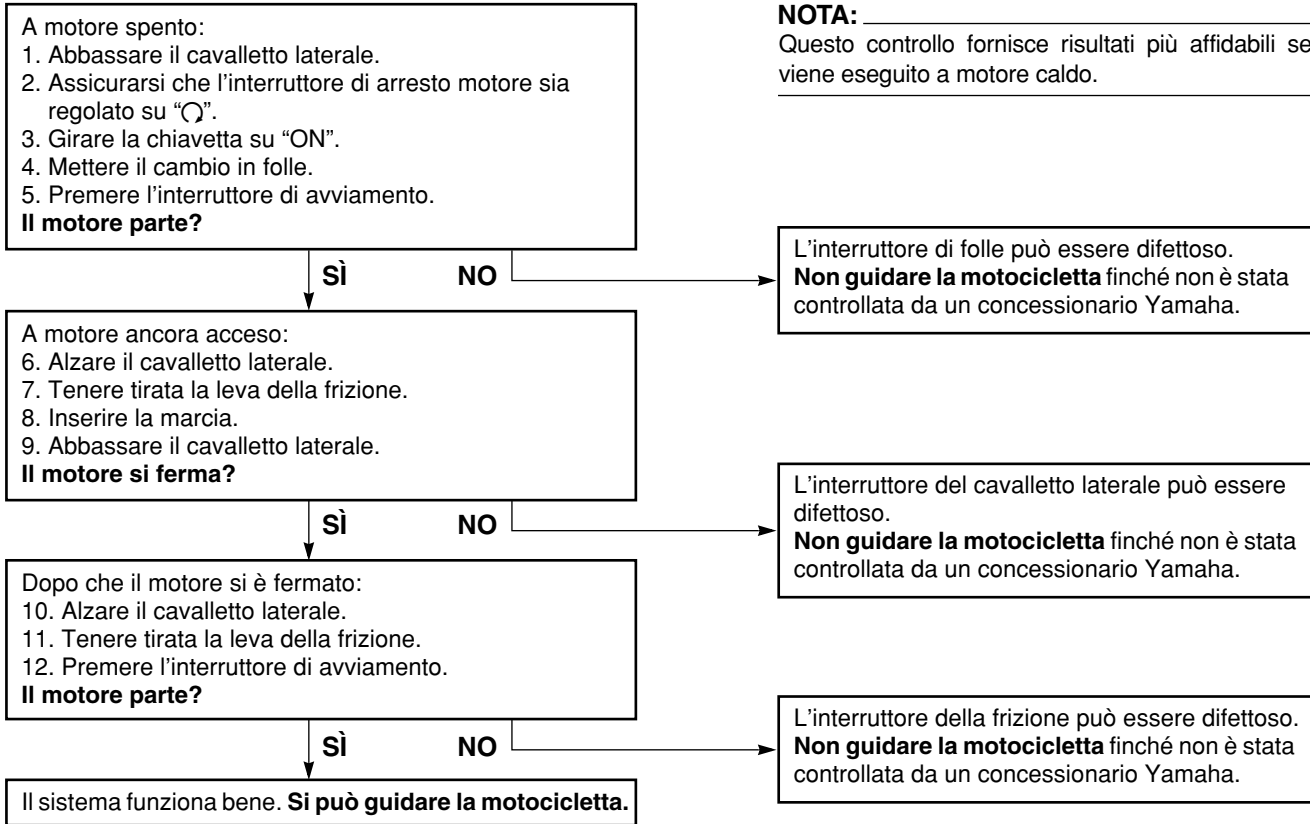 A motore spento:
1. Abbassare il cavalletto laterale.
2. Assicurarsi che l’interruttore di arresto motore sia
regolato su “○”.
3. Girare la chiavetta su “ON”.
4. Mettere il cambio in folle.
5. Premere l’interruttore di avviamento.
Il motore parte?
NOTA:
Questo controllo fornisce risultati più affidabili se
viene eseguito a motore caldo.
SÌ NO
L’interruttore di folle può essere difettoso.
Non guidare la motocicletta finché non è stata
controllata da un concessionario Yamaha.
A motore ancora acceso:
6. Alzare il cavalletto laterale.
7. Tenere tirata la leva della frizione.
8. Inserire la marcia.
9. Abbassare il cavalletto laterale.
Il motore si ferma?
SÌ NO
L’interruttore del cavalletto laterale può essere
difettoso.
Non guidare la motocicletta finché non è stata
controllata da un concessionario Yamaha.
Dopo che il motore si è fermato:
10. Alzare il cavalletto laterale.
11. Tenere tirata la leva della frizione.
12. Premere l’interruttore di avviamento.
Il motore parte?
SÌ NO
L’interruttore della frizione può essere difettoso.
Non guidare la motocicletta finché non è stata
controllata da un concessionario Yamaha.
Il sistema funziona bene. Si può guidare la motocicletta.